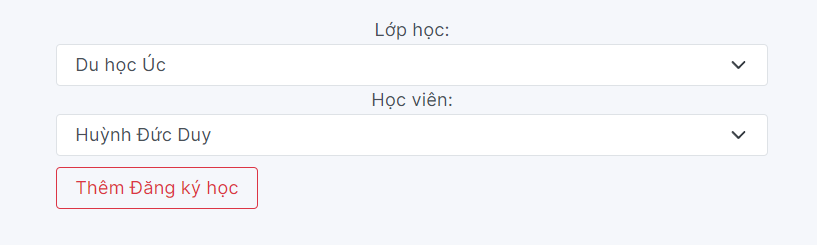 Lớp học:
Du học Úc
Học viên:
Huỳnh Đức Duy
Thêm Đăng ký học